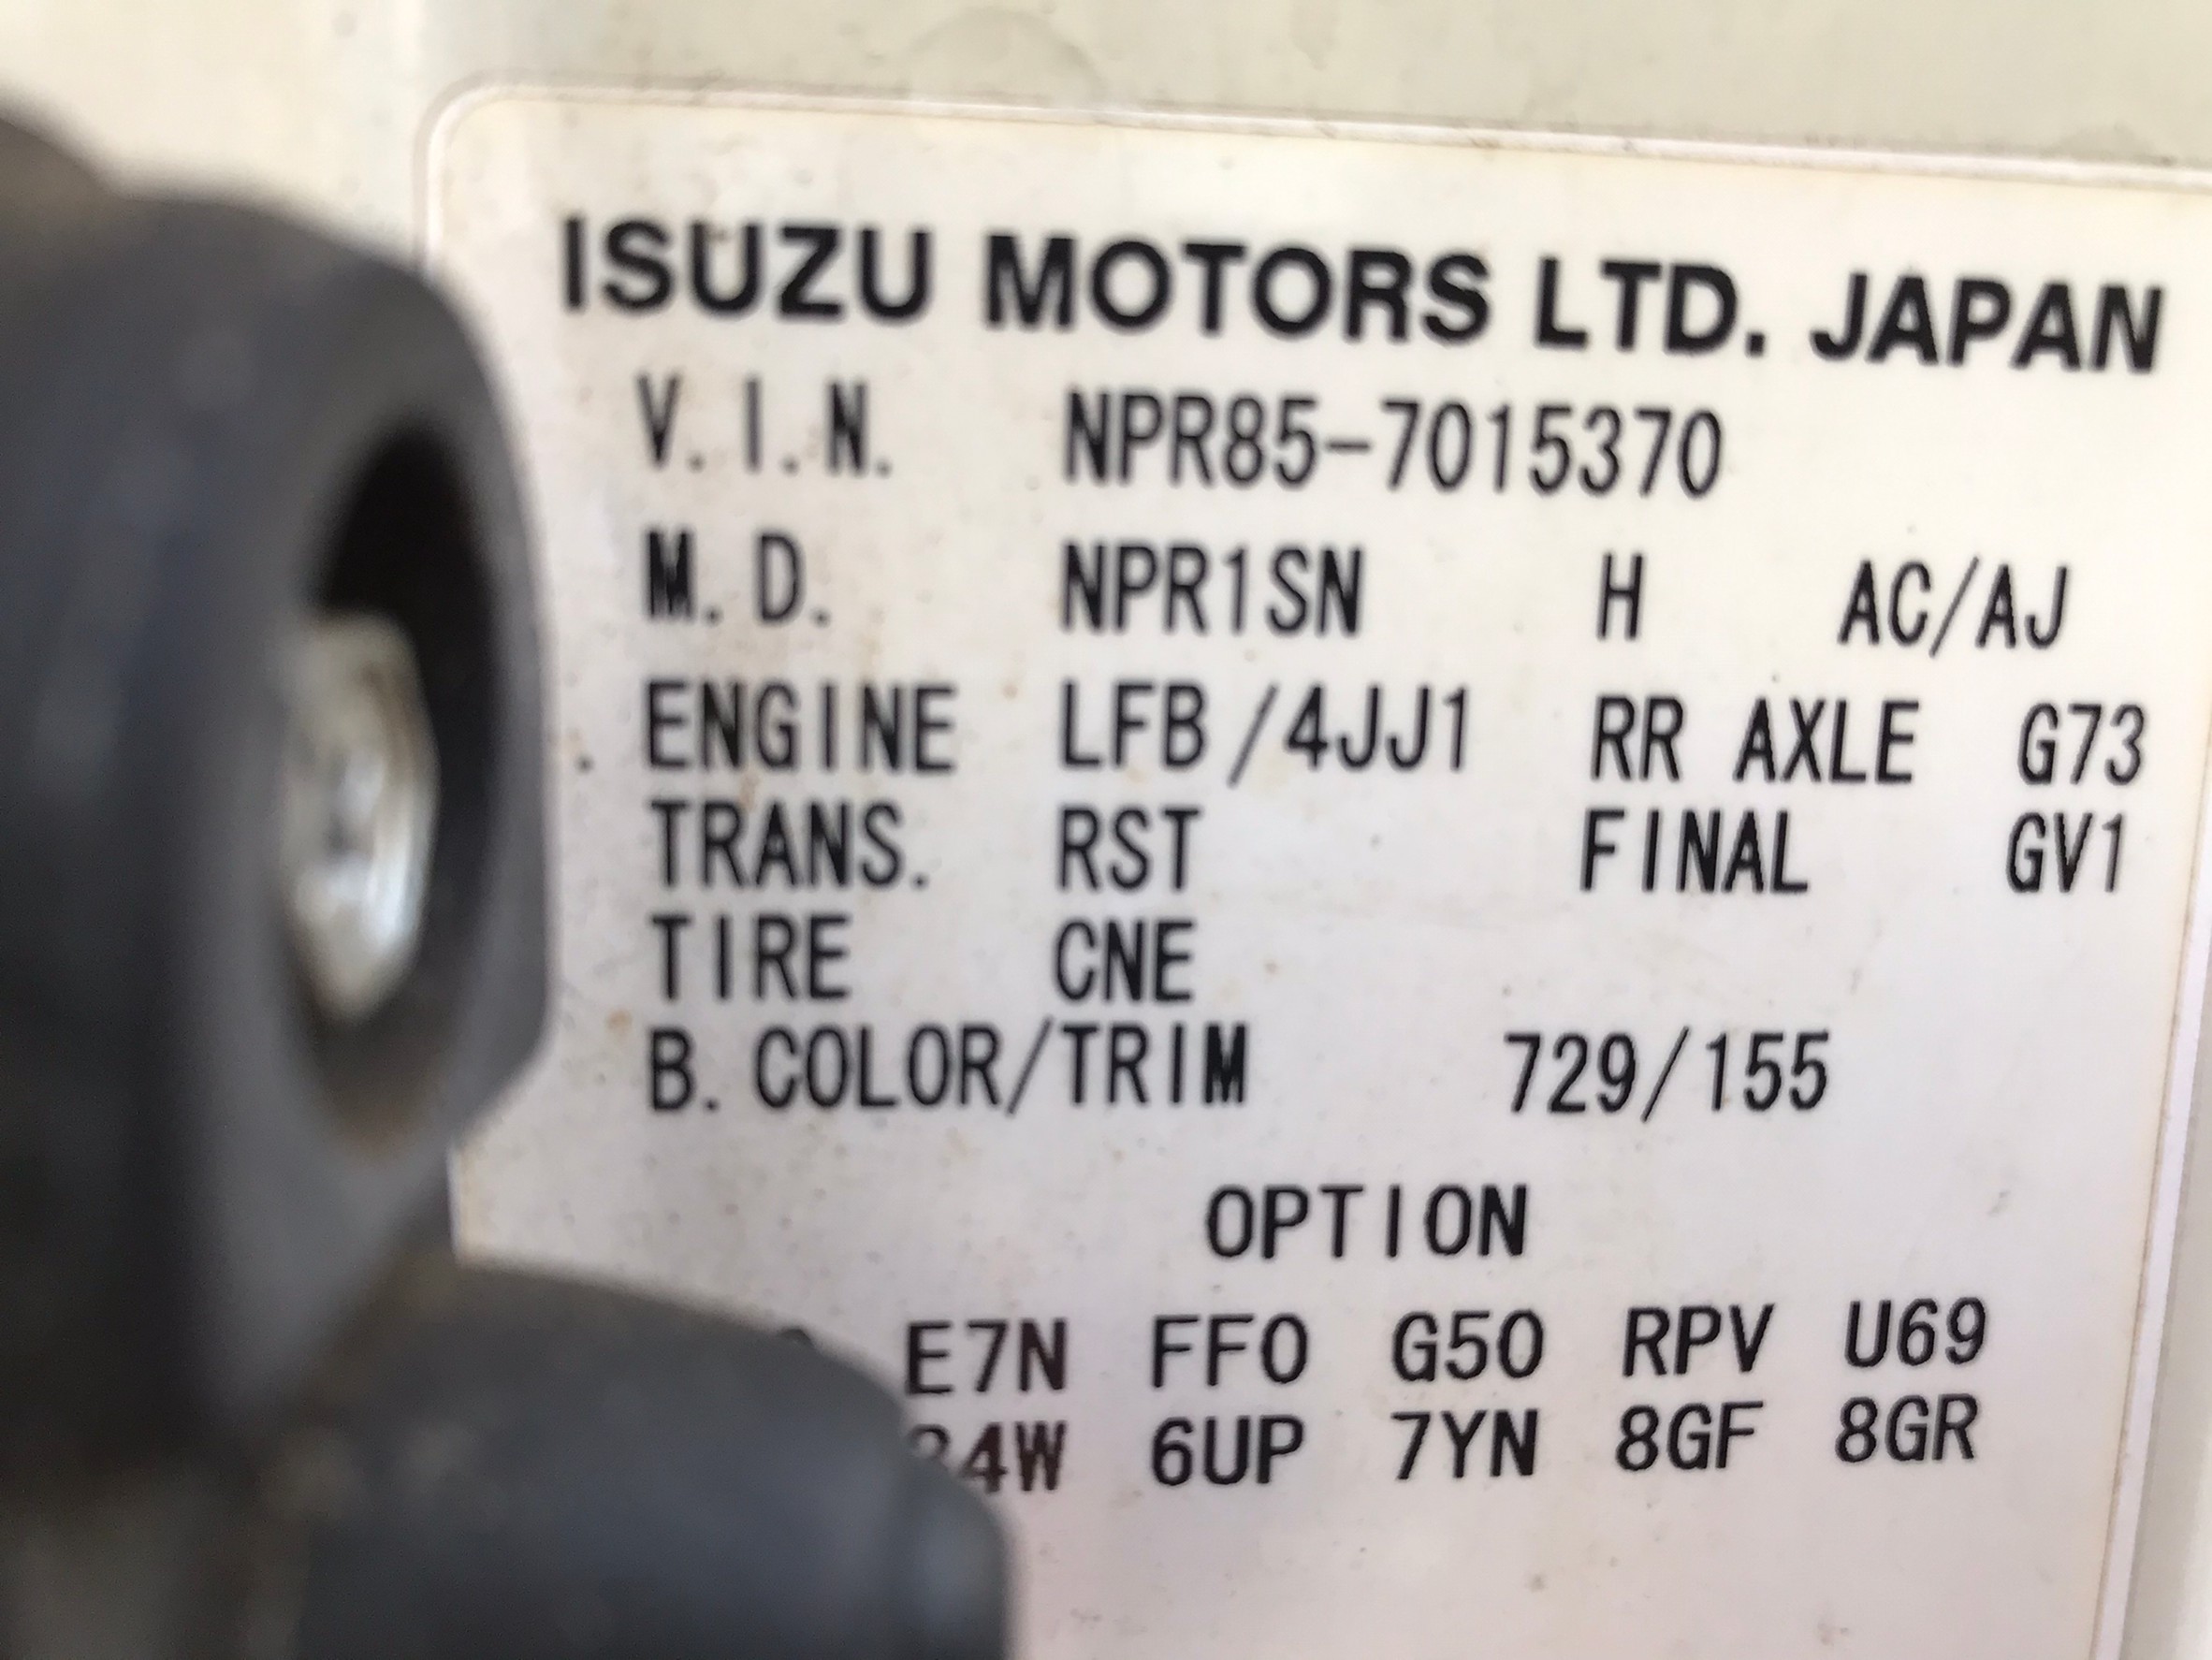 ISUZU MOTORS LTD. JAPAN
V.I.N. NPR85-7015370
M.D. NPR1SN H AC/AJ
ENGINE LFB /4JJ1 RR AXLE G73
TRANS. RST FINAL GV1
TIRE CNE
B. COLOR/TRIM 729/155
OPTION
E7N FF0 G50 RPV U69
6UP 7YN 8GF 8GR